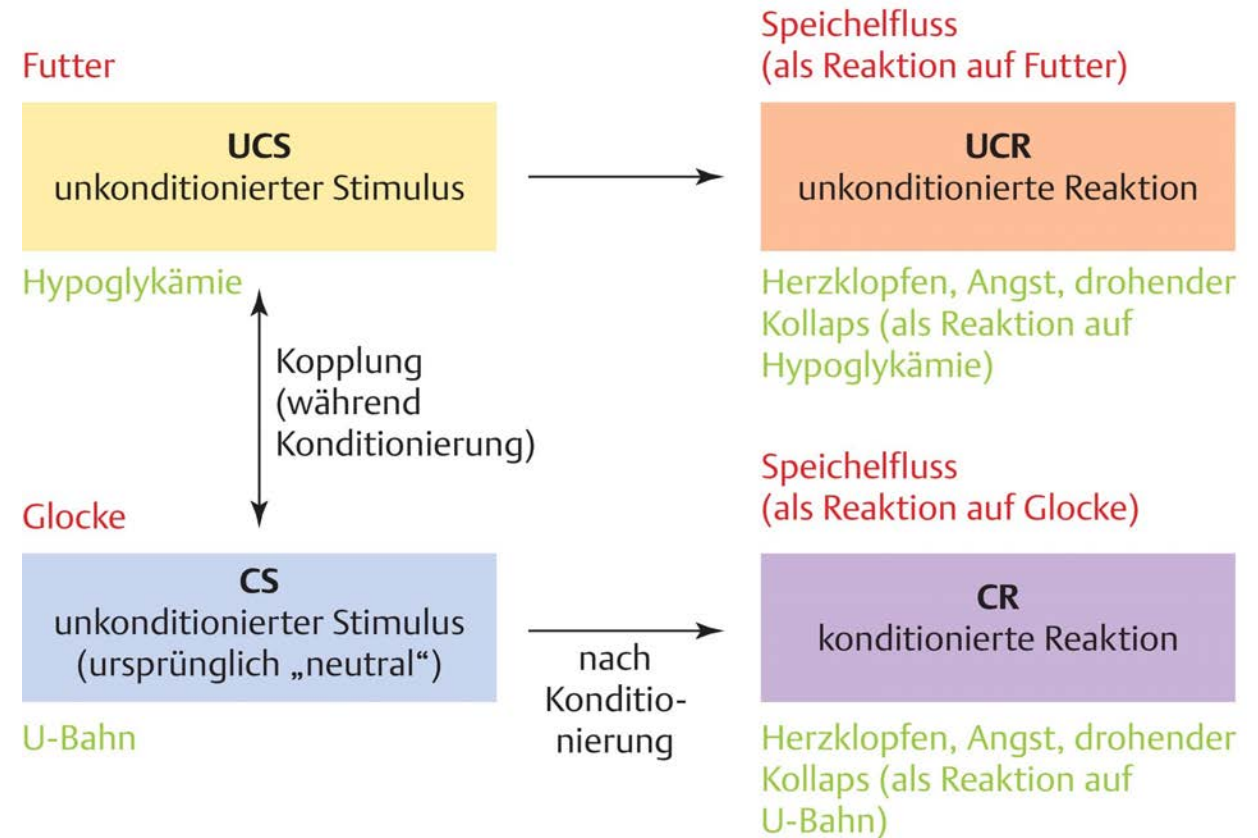 Futter
UCS
unkonditionierter Stimulus
Hypoglykämie
Speichelfluss
(als Reaktion auf Futter)
UCR
unkonditionierte Reaktion
Herzklopfen, Angst, drohender
Kollaps (als Reaktion auf
Hypoglykämie)
Kopplung
(während
Konditionierung)
Glocke
CS
unkonditionierter Stimulus
(ursprünglich „neutral“)
U-Bahn
nach
Konditio-
nierung
Speichelfluss
(als Reaktion auf Glocke)
CR
konditionierte Reaktion
Herzklopfen, Angst, drohender
Kollaps (als Reaktion auf
U-Bahn)